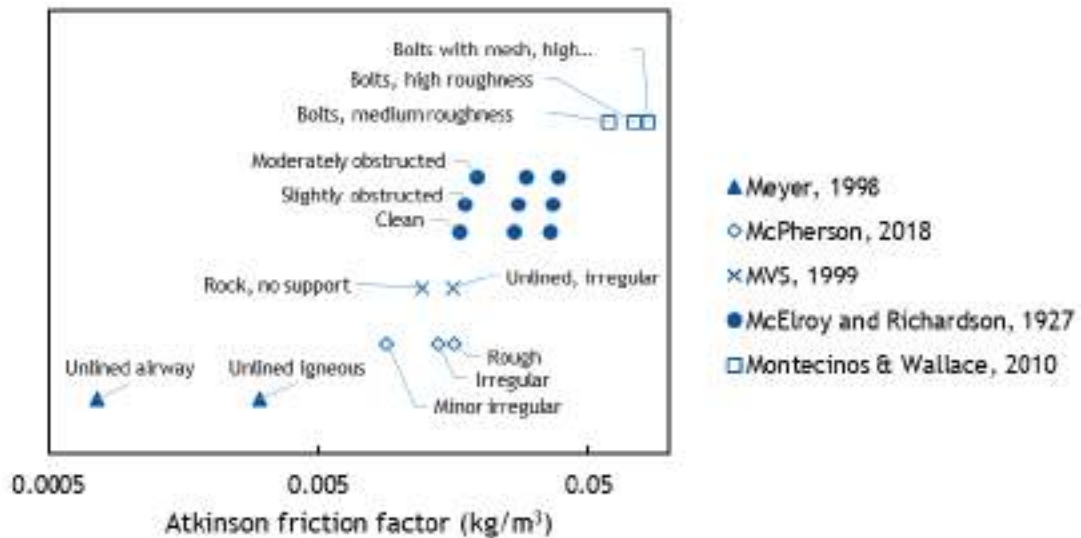 Bolts with mesh, high...
Bolts, high roughness
Bolts, medium roughness
Moderately obstructed
Slightly obstructed
Clean
Rock, no support
Unlined, irregular
Unlined airway
Unlined igneous
Rough
Irregular
Minor irregular
0.0005
0.005
0.05
Atkinson friction factor (kg/m³)
Meyer, 1998
McPherson, 2018
MVS, 1999
McElroy and Richardson, 1927
Montecinos & Wallace, 2010